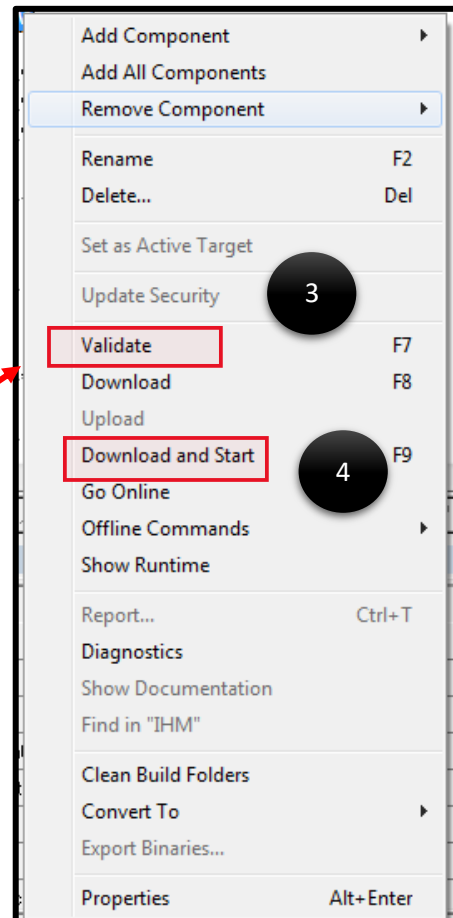 Add Component
Add All Components
Remove Component
Rename F2
Delete... Del
Set as Active Target
Update Security
3
Validate F7
Download F8
Upload
Download and Start F9
4
Go Online
Offline Commands
Show Runtime
Report... Ctrl+T
Diagnostics
Show Documentation
Find in "IHM"
Clean Build Folders
Convert To
Export Binaries...
Properties Alt+Enter